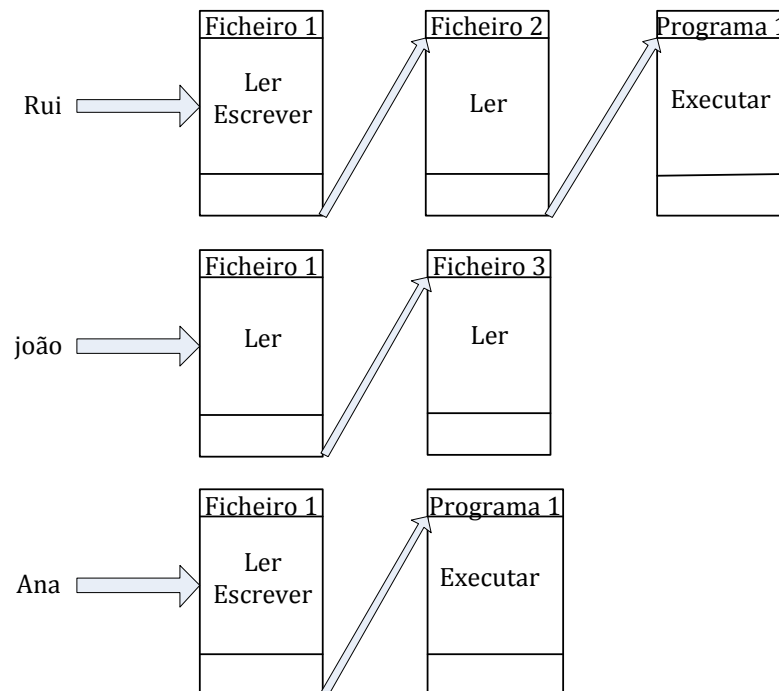 Ficheiro 1
Ficheiro 2
Programa 1
Rui
Ler
Escrever
Ler
Executar
Ficheiro 1
Ficheiro 3
joão
Ler
Ler
Ficheiro 1
Programa 1
Ana
Ler
Escrever
Executar